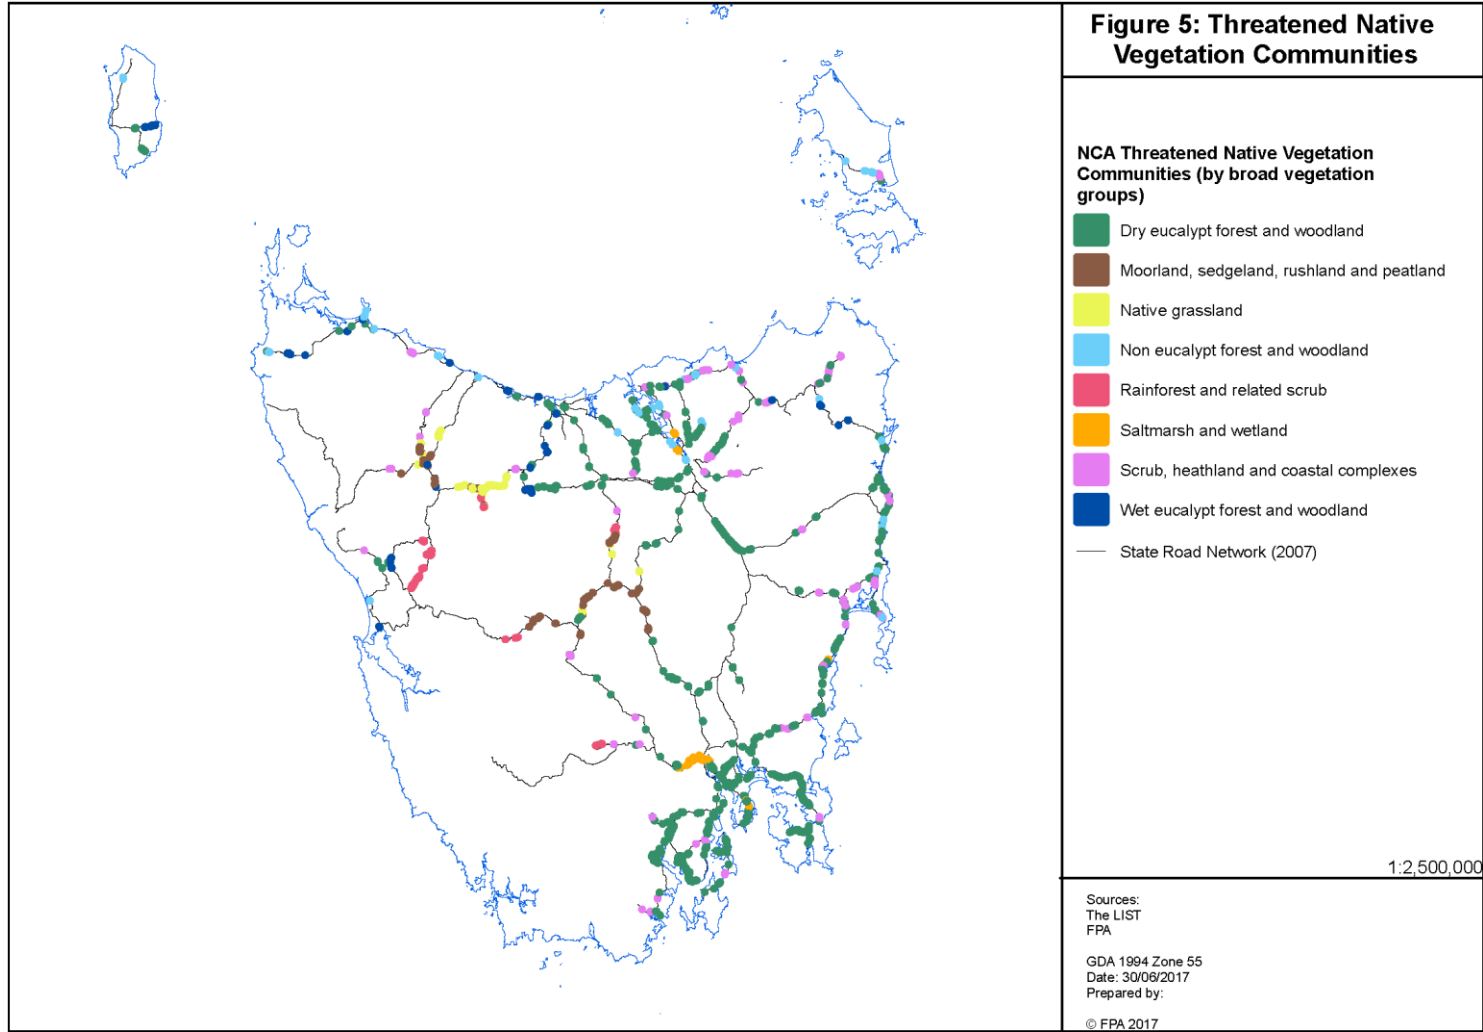 Figure 5: Threatened Native
Vegetation Communities
NCA Threatened Native Vegetation
Communities (by broad vegetation
groups)
Dry eucalypt forest and woodland
Moorland, sedgeland, rushland and peatland
Native grassland
Non eucalypt forest and woodland
Rainforest and related scrub
Saltmarsh and wetland
Scrub, heathland and coastal complexes
Wet eucalypt forest and woodland
State Road Network (2007)
1:2,500,000
Sources:
The LIST
FPA
GDA 1994 Zone 55
Date: 30/06/2017
Prepared by:
© FPA 2017